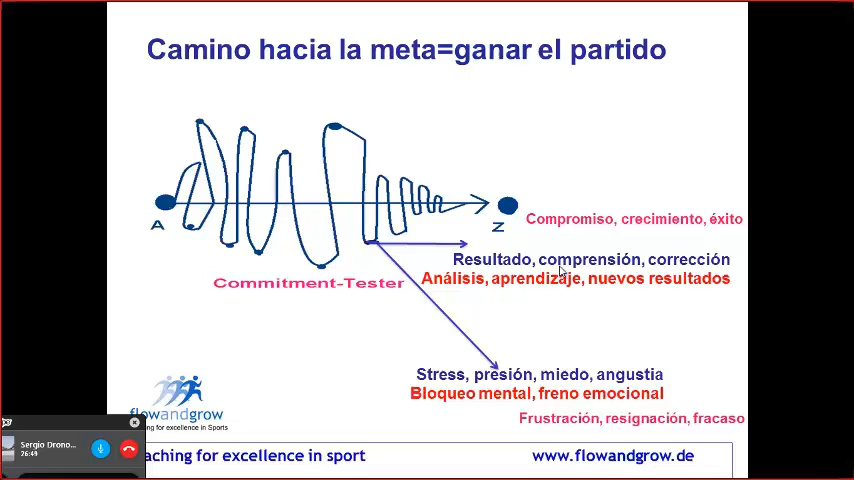 Camino hacia la meta=ganar el partido
A
Z
Compromiso, crecimiento, éxito
Resultado, comprensión, corrección
Análisis, aprendizaje, nuevos resultados
Commitment-Tester
Stress, presión, miedo, angustia
Bloqueo mental, freno emocional
Frustración, resignación, fracaso
flowandgrow
hing for excellence in Sports
Sergio Drono...
26:49
aching for excellence in sport
www.flowandgrow.de